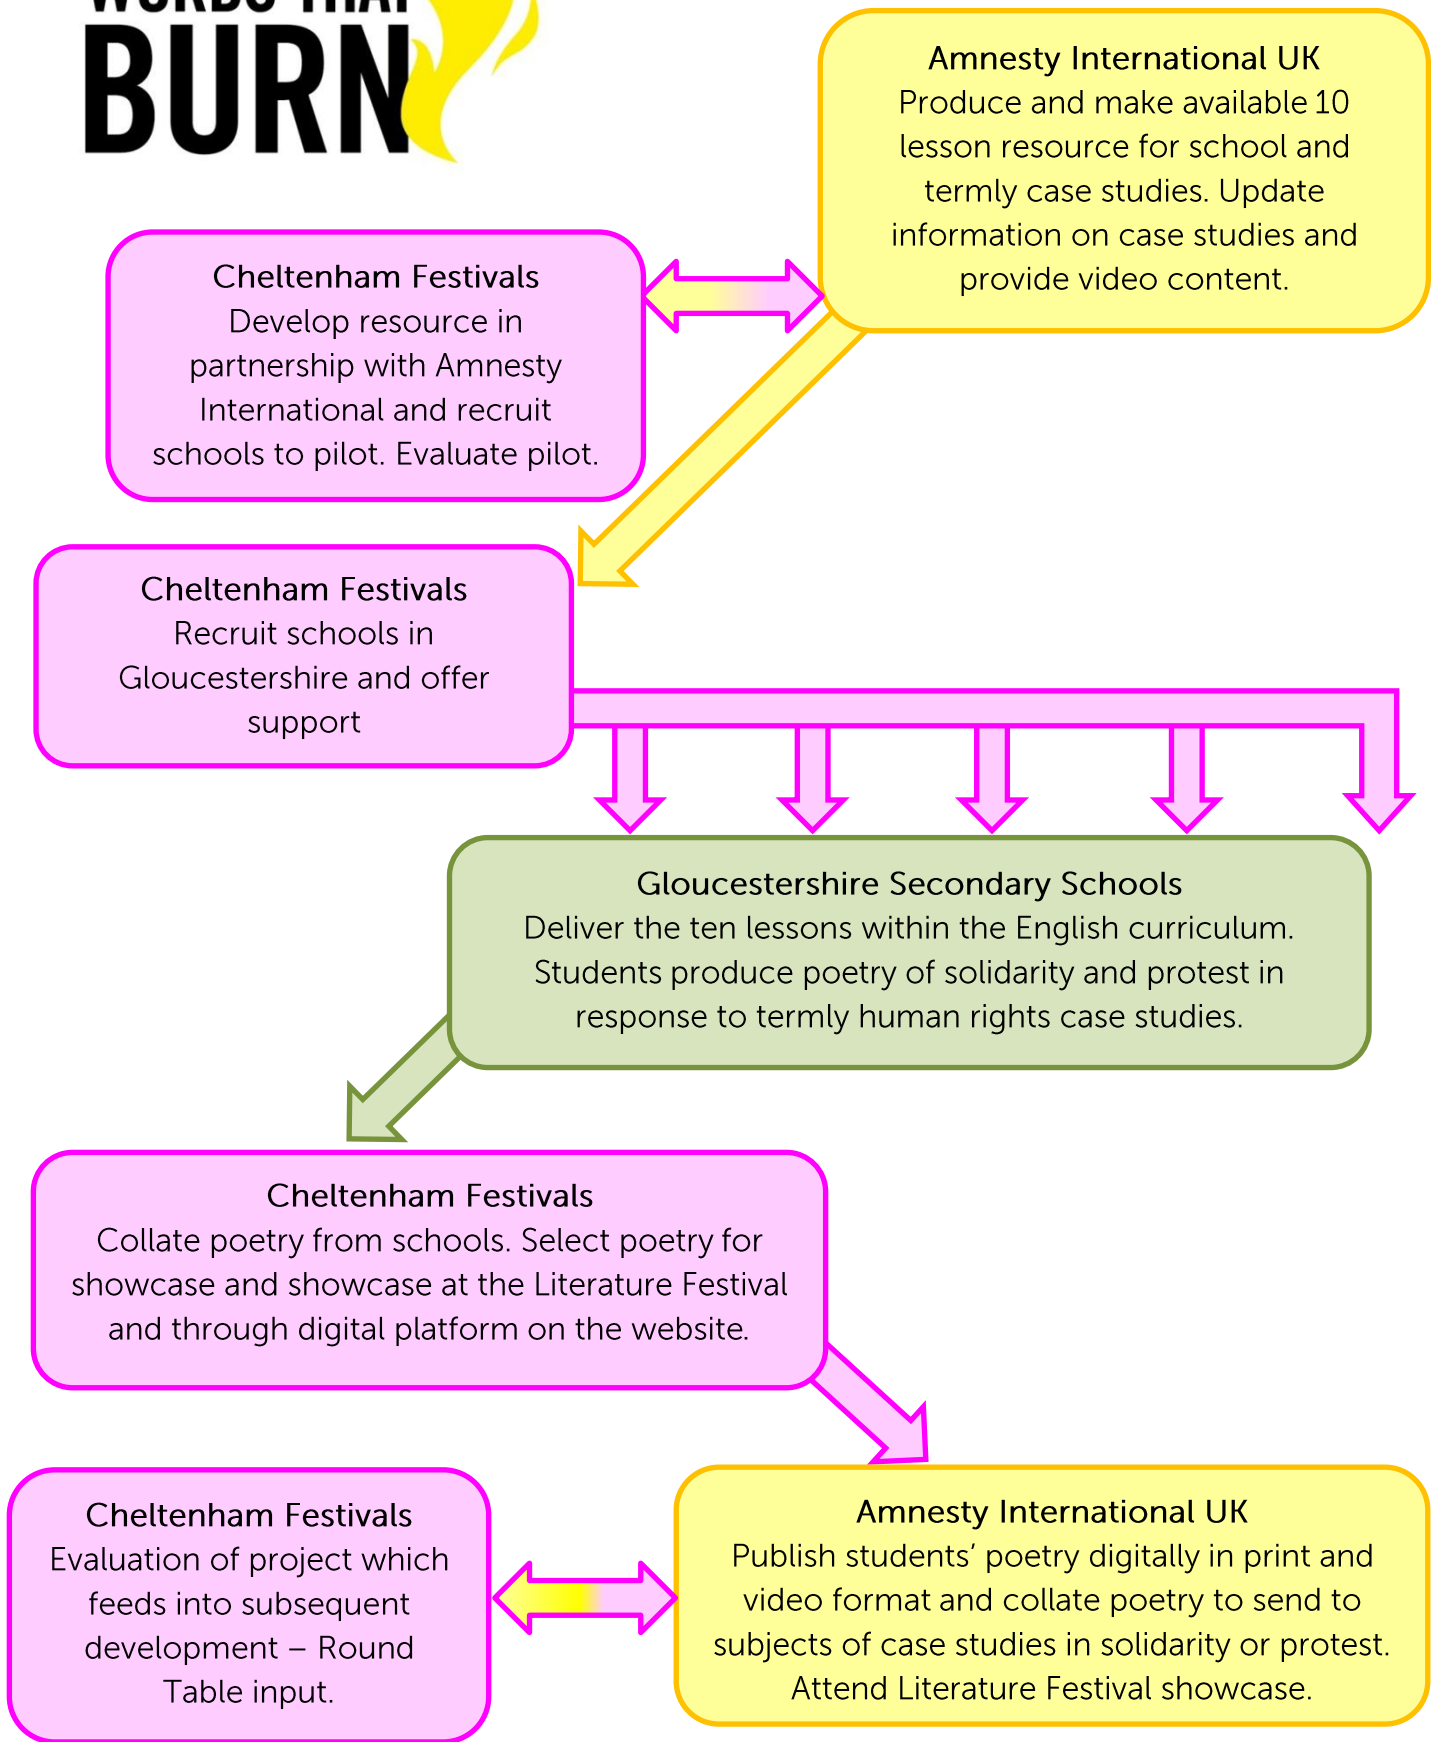 WORDS THAT
BURN
Amnesty International UK
Produce and make available 10
lesson resource for school and
termly case studies. Update
information on case studies and
provide video content.
Cheltenham Festivals
Develop resource in
partnership with Amnesty
International and recruit
schools to pilot. Evaluate pilot.
Cheltenham Festivals
Recruit schools in
Gloucestershire and offer
support
Gloucestershire Secondary Schools
Deliver the ten lessons within the English curriculum.
Students produce poetry of solidarity and protest in
response to termly human rights case studies.
Cheltenham Festivals
Collate poetry from schools. Select poetry for
showcase and showcase at the Literature Festival
and through digital platform on the website.
Cheltenham Festivals
Evaluation of project which
feeds into subsequent
development – Round
Table input.
Amnesty International UK
Publish students’ poetry digitally in print and
video format and collate poetry to send to
subjects of case studies in solidarity or protest.
Attend Literature Festival showcase.